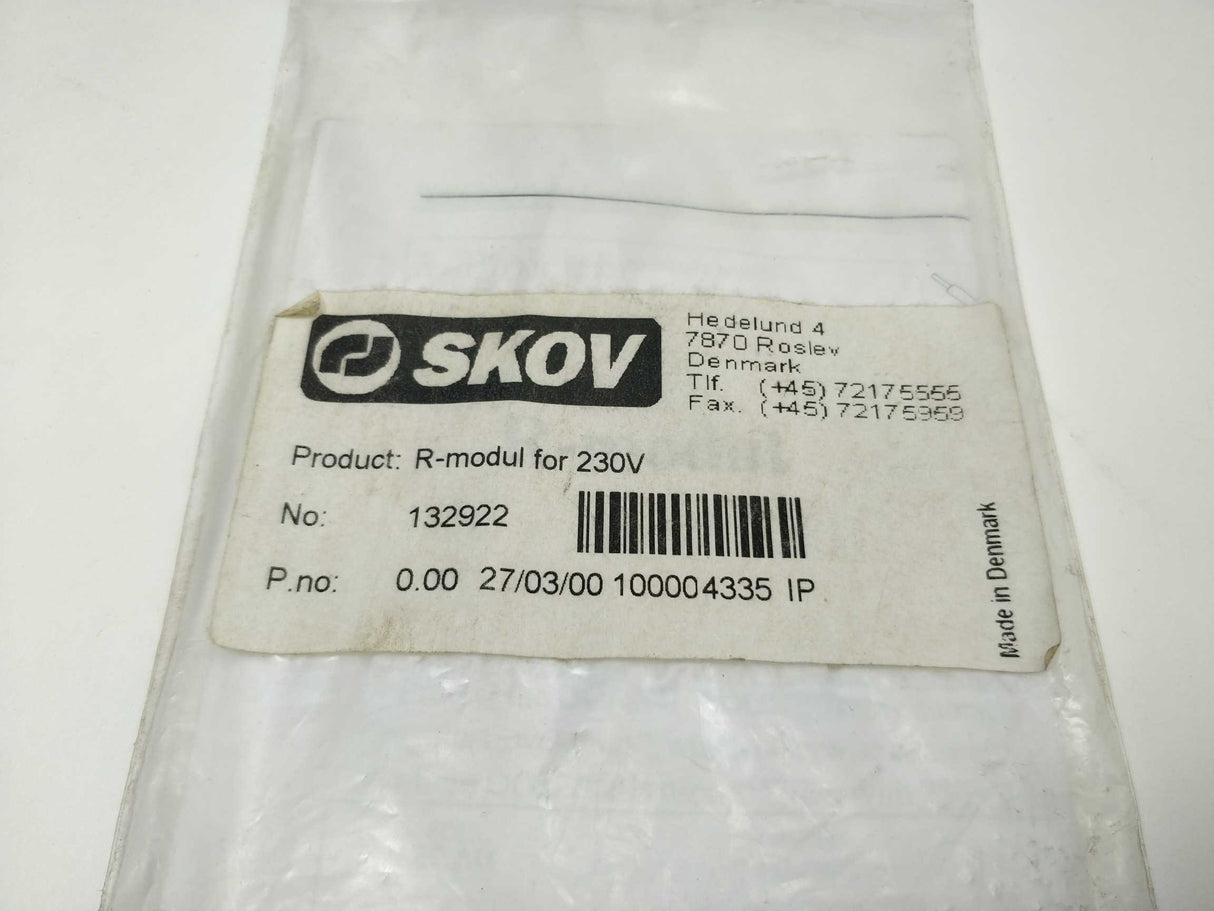 SKOV
Hedelund 4
7870 Roslev
Denmark
Tlf. (+45) 72175555
Fax. (+45) 72175959
Product: R-modul for 230V
No: 132922
P.no: 0.00 27/03/00 100004335 IP
Made in Denmark